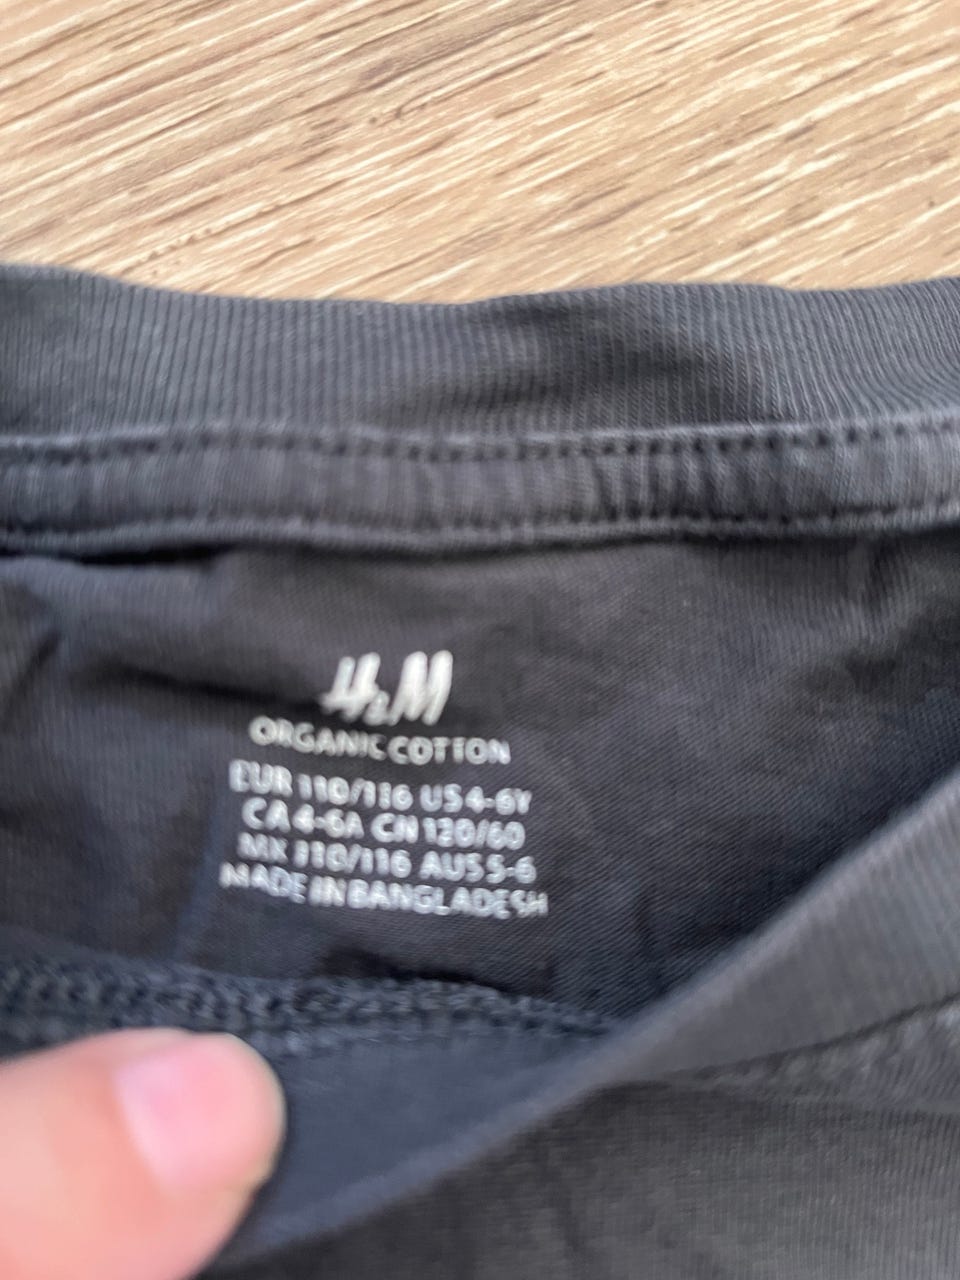 H&M
ORGANIC COTTON
EUR 110/116 US 4-6Y
CA 4-6A CN 120/60
MX 110/116 AUS 5-6
MADE IN BANGLADESH